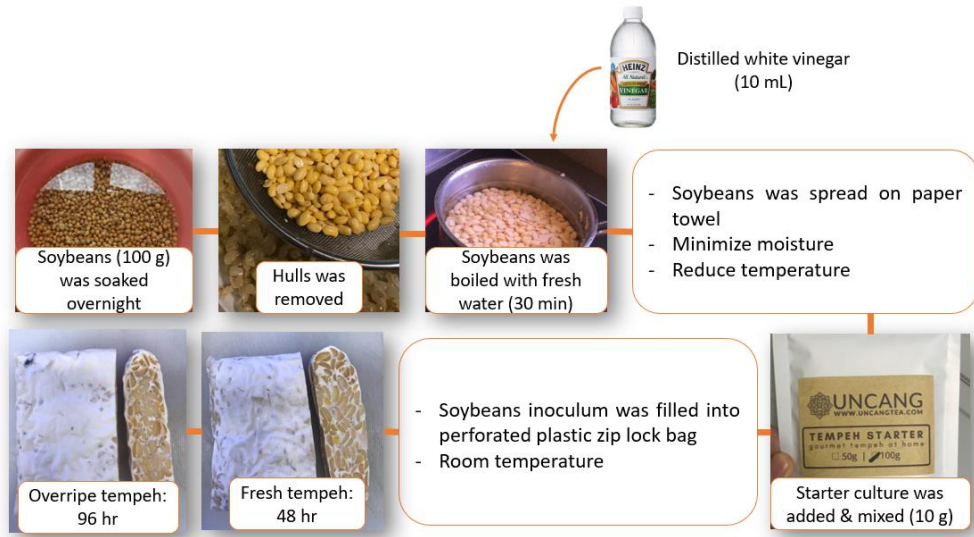 Distilled white vinegar
(10 mL)
HEINZ
All Natural
VINEGAR
Soybeans (100 g)
was soaked
overnight
Hulls was
removed
Soybeans was
boiled with fresh
water (30 min)
- Soybeans was spread on paper
towel
- Minimize moisture
- Reduce temperature
Overripe tempeh:
96 hr
Fresh tempeh:
48 hr
- Soybeans inoculum was filled into
perforated plastic zip lock bag
- Room temperature
UNCANG
WWW.UNCANGTEA.COM
TEMPEH STARTER
gourmet tempeh at home
50g | 100g
Starter culture was
added & mixed (10 g)